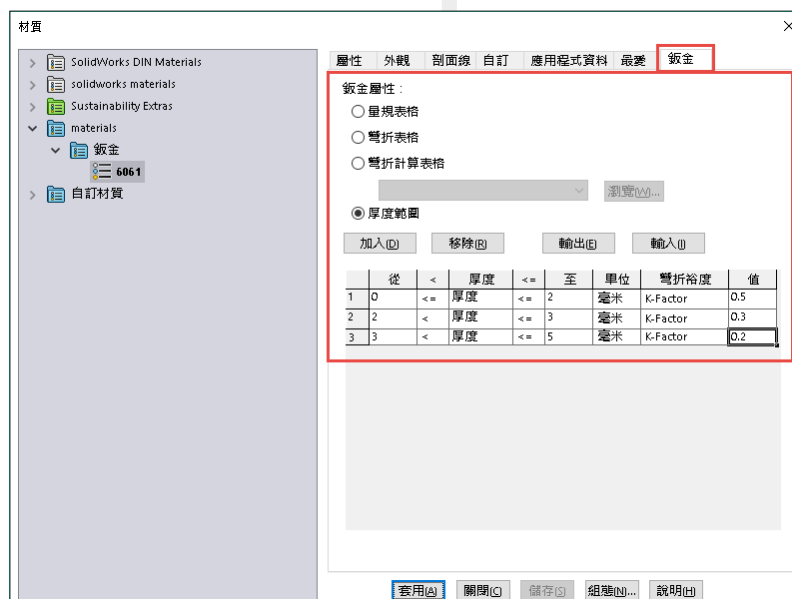 材質
SolidWorks DIN Materials
solidworks materials
Sustainability Extras
materials
鈑金
6061
自訂材質
屬性 外觀 剖面線 自訂 應用程式資料 最愛 鈑金
鈑金屬性：
量規表格
彎折表格
彎折計算表格
瀏覽(W)...
厚度範圍
加入(D) 移除(R) 輸出(E) 輸入(I)
從 < 厚度 <= 至 單位 彎折裕度 值
1 0 <= 厚度 <= 2 毫米 K-Factor 0.5
2 2 < 厚度 <= 3 毫米 K-Factor 0.3
3 3 < 厚度 <= 5 毫米 K-Factor 0.2
套用(A) 關閉(C) 儲存(S) 組態(N)... 說明(H)